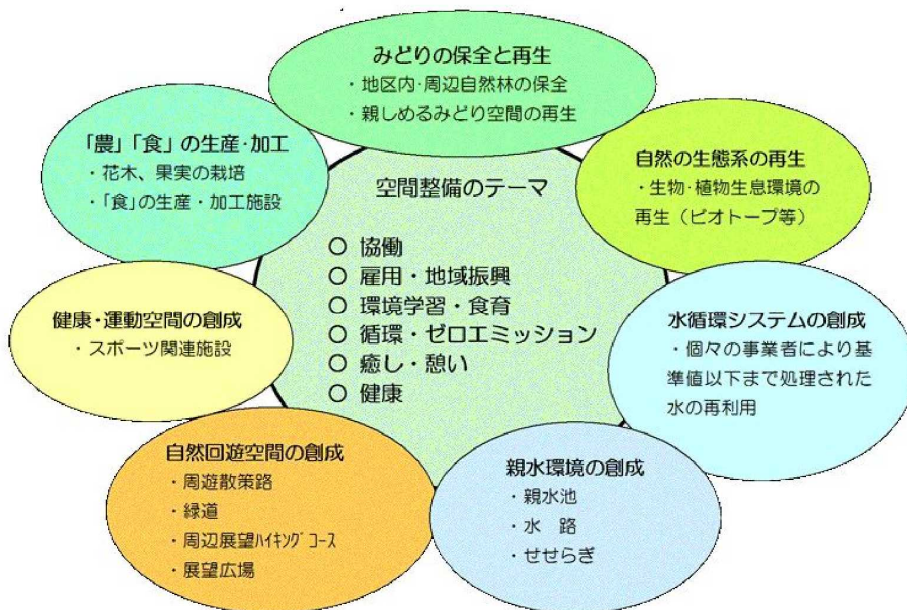 みどりの保全と再生
・地区内・周辺自然林の保全
・親しめるみどり空間の再生
「農」「食」の生産・加工
・花木、果実の栽培
・「食」の生産・加工施設
自然の生態系の再生
・生物・植物生息環境の
再生（ビオトープ等）
空間整備のテーマ
○ 協働
○ 雇用・地域振興
○ 環境学習・食育
○ 循環・ゼロエミッション
○ 癒し・憩い
○ 健康
健康・運動空間の創成
・スポーツ関連施設
水循環システムの創成
・個々の事業者により基
準値以下まで処理された
水の再利用
自然回遊空間の創成
・周遊散策路
・緑道
・周辺展望ﾊｲｷﾝｸﾞｺｰｽ
・展望広場
親水環境の創成
・親水池
・水　路
・せせらぎ